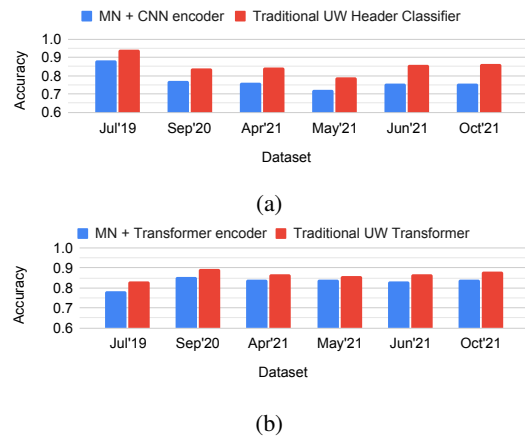 MN + CNN encoder Traditional UW Header Classifier
1.0
0.9
0.8
0.7
0.6
Accuracy
Jul'19 Sep'20 Apr'21 May'21 Jun'21 Oct'21
Dataset
(a)
MN + Transformer encoder Traditional UW Transformer
1.0
0.9
0.8
0.7
0.6
Accuracy
Jul'19 Sep'20 Apr'21 May'21 Jun'21 Oct'21
Dataset
(b)